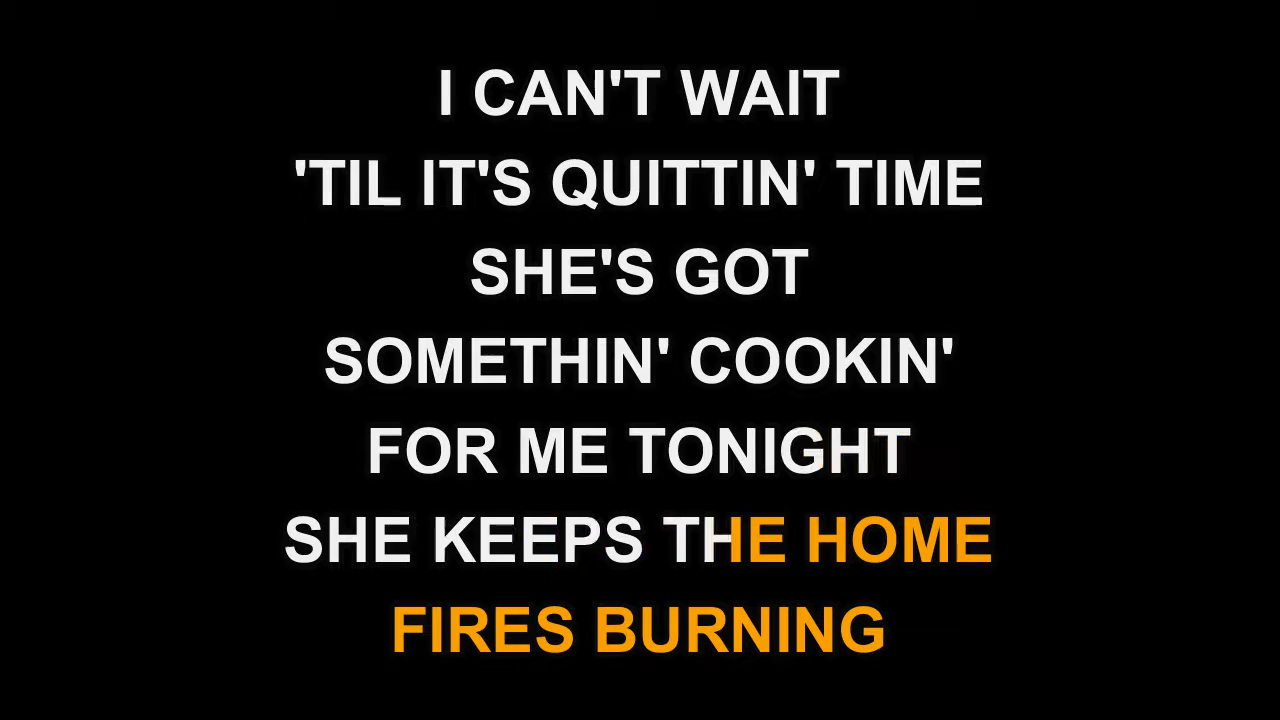 I CAN'T WAIT
'TIL IT'S QUITTIN' TIME
SHE'S GOT
SOMETHIN' COOKIN'
FOR ME TONIGHT
SHE KEEPS THE HOME
FIRES BURNING